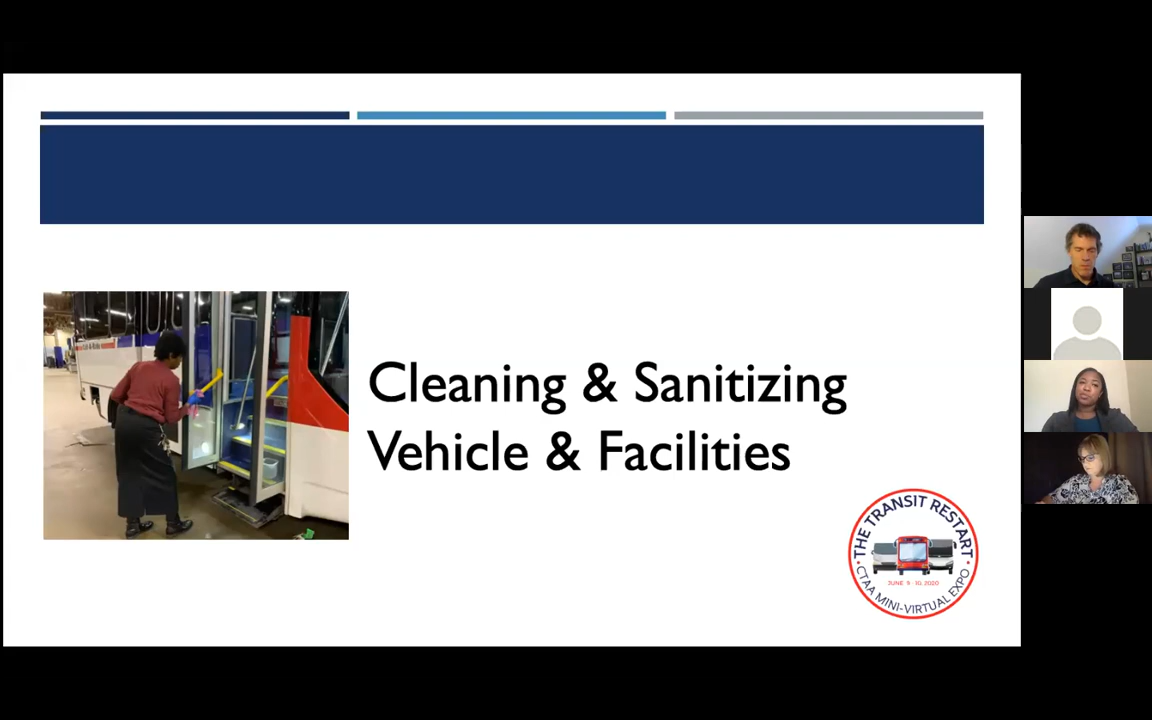 Cleaning & Sanitizing
Vehicle & Facilities
THE TRANSIT RESTART
JUNE 9 - 10, 2020
CTAA MINI-VIRTUAL EXPO